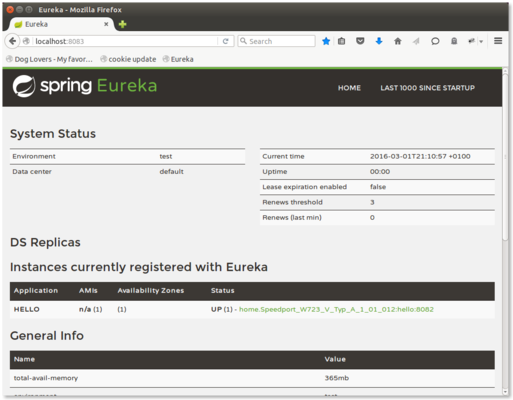 Eureka - Mozilla Firefox
Eureka
localhost:8083
Search
Dog Lovers - My favor... cookie update Eureka
spring Eureka HOME LAST 1000 SINCE STARTUP
System Status
Environment test
Data center default
Current time 2016-03-01T21:10:57 +0100
Uptime 00:00
Lease expiration enabled false
Renews threshold 3
Renews (last min) 0
DS Replicas
Instances currently registered with Eureka
Application AMIs Availability Zones Status
HELLO n/a (1) (1) UP (1) - home.Speedport_W723_V_Typ_A_1_01_012:hello:8082
General Info
Name Value
total-avail-memory 365mb